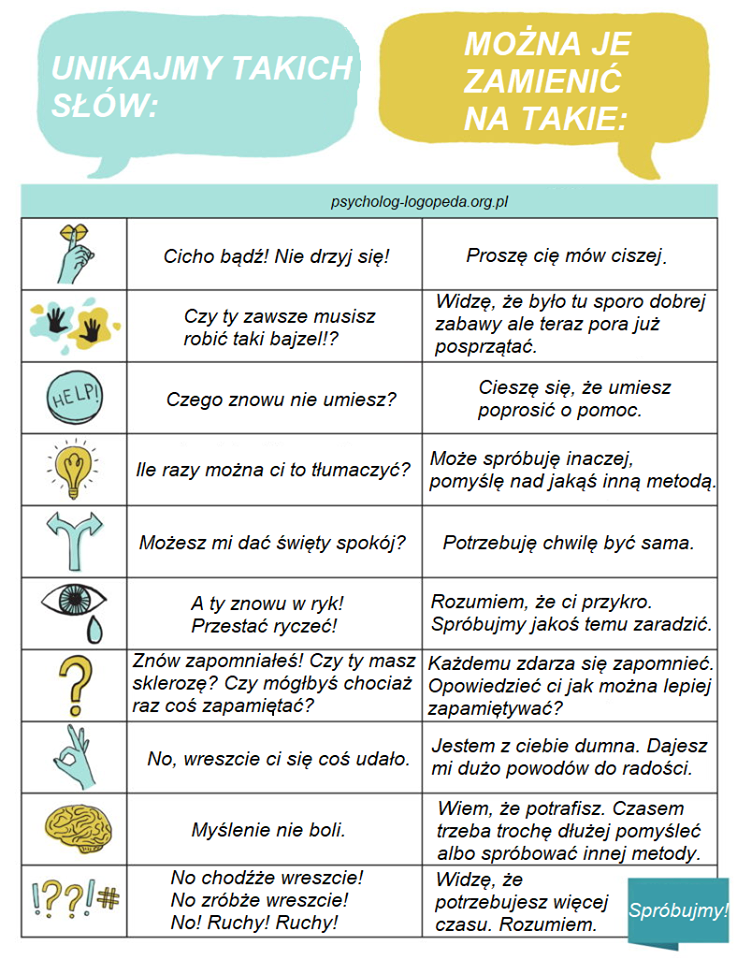 UNIKAJMY TAKICH
SŁÓW:
MOŻNA JE
ZAMIENIĆ
NA TAKIE:
psycholog-logopeda.org.pl
Cicho bądź! Nie drzyj się!
Proszę cię mów ciszej.
Czy ty zawsze musisz
robić taki bajzel!?
Widzę, że było tu sporo dobrej
zabawy ale teraz pora już
posprzątać.
HELP!
Czego znowu nie umiesz?
Cieszę się, że umiesz
poprosić o pomoc.
Ile razy można ci to tłumaczyć?
Może spróbuję inaczej,
pomyślę nad jakąś inną metodą.
Możesz mi dać święty spokój?
Potrzebuję chwilę być sama.
A ty znowu w ryk!
Przestać ryczeć!
Rozumiem, że ci przykro.
Spróbujmy jakoś temu zaradzić.
?
Znów zapomniałeś! Czy ty masz
sklerozę? Czy mógłbyś chociaż
raz coś zapamiętać?
Każdemu zdarza się zapomnieć.
Opowiedzieć ci jak można lepiej
zapamiętywać?
No, wreszcie ci się coś udało.
Jestem z ciebie dumna. Dajesz
mi dużo powodów do radości.
Myślenie nie boli.
Wiem, że potrafisz. Czasem
trzeba trochę dłużej pomyśleć
albo spróbować innej metody.
!??!#
No chodźże wreszcie!
No zróbże wreszcie!
No! Ruchy! Ruchy!
Widzę, że
potrzebujesz więcej
czasu. Rozumiem.
Spróbujmy!